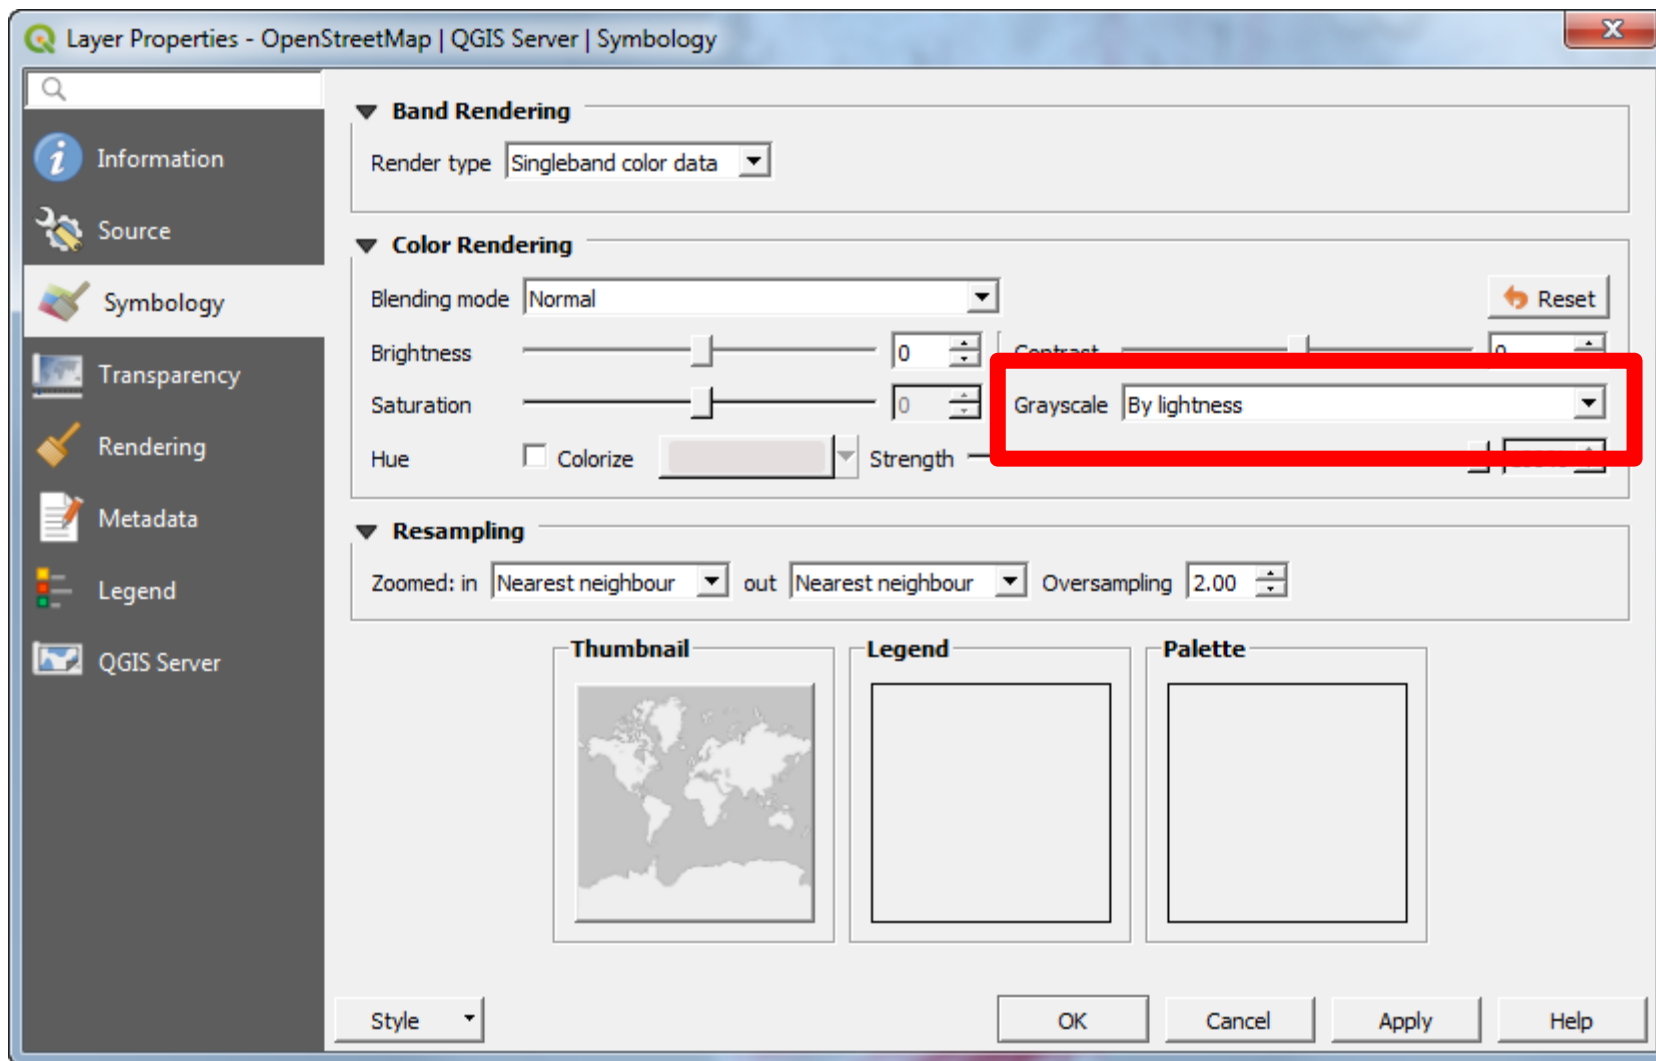 Layer Properties - OpenStreetMap | QGIS Server | Symbology
Information
Source
Symbology
Transparency
Rendering
Metadata
Legend
QGIS Server
Band Rendering
Render type Singleband color data
Color Rendering
Blending mode Normal Reset
Brightness 0 Contrast 0
Saturation 0 Grayscale By lightness
Hue Colorize Strength
Resampling
Zoomed: in Nearest neighbour out Nearest neighbour Oversampling 2.00
Thumbnail Legend Palette
Style OK Cancel Apply Help